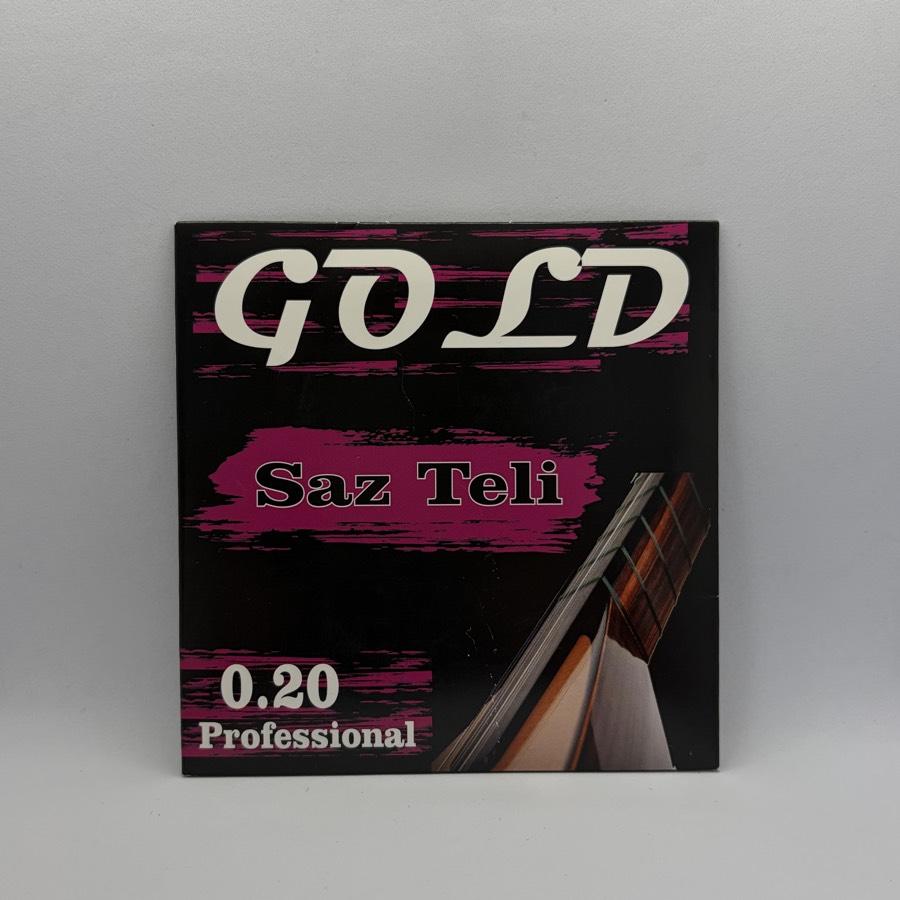 GOLD
Saz Teli
0.20
Professional